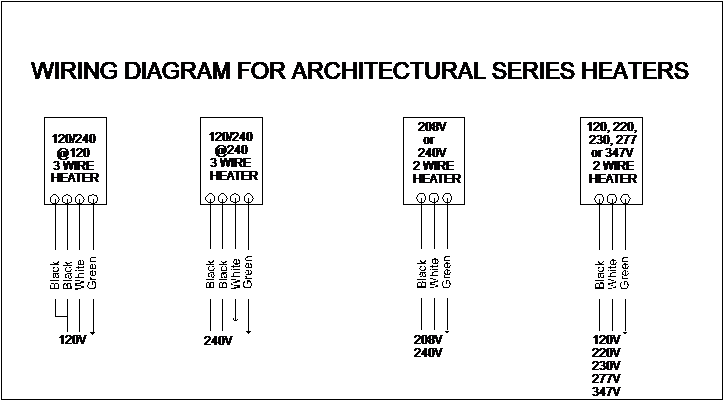 WIRING DIAGRAM FOR ARCHITECTURAL SERIES HEATERS
120/240
@120
3 WIRE
HEATER
Black
Black
White
Green
120V
120/240
@240
3 WIRE
HEATER
Black
Black
White
Green
240V
208V
or
240V
2 WIRE
HEATER
Black
White
Green
208V
240V
120, 220,
230, 277
or 347V
2 WIRE
HEATER
Black
White
Green
120V
220V
230V
277V
347V